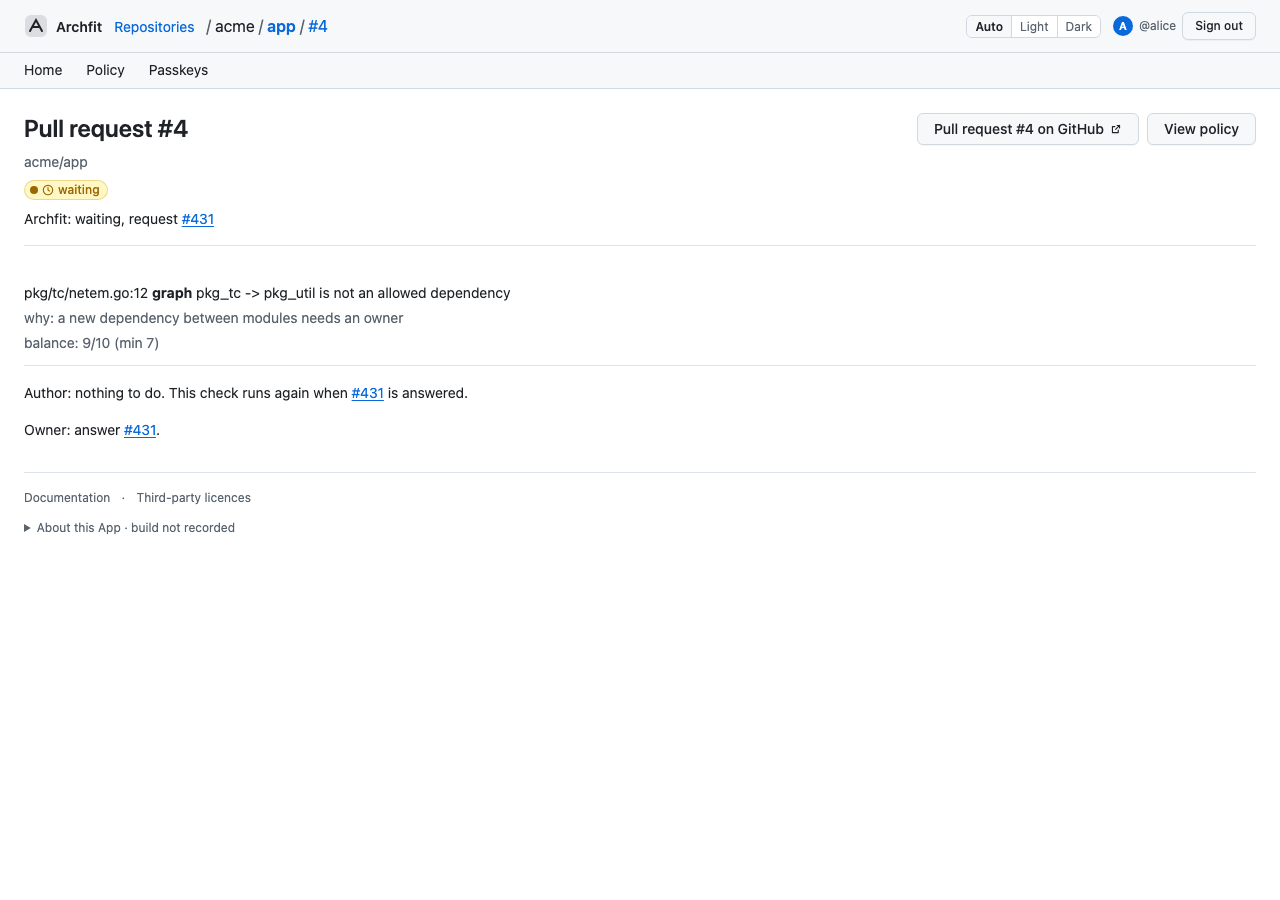 Archfit Repositories / acme / app / #4 Auto Light Dark A @alice Sign out
Home Policy Passkeys
Pull request #4 Pull request #4 on GitHub View policy
acme/app
waiting
Archfit: waiting, request #431
pkg/tc/netem.go:12 graph pkg_tc -> pkg_util is not an allowed dependency
why: a new dependency between modules needs an owner
balance: 9/10 (min 7)
Author: nothing to do. This check runs again when #431 is answered.
Owner: answer #431.
Documentation · Third-party licences
About this App · build not recorded